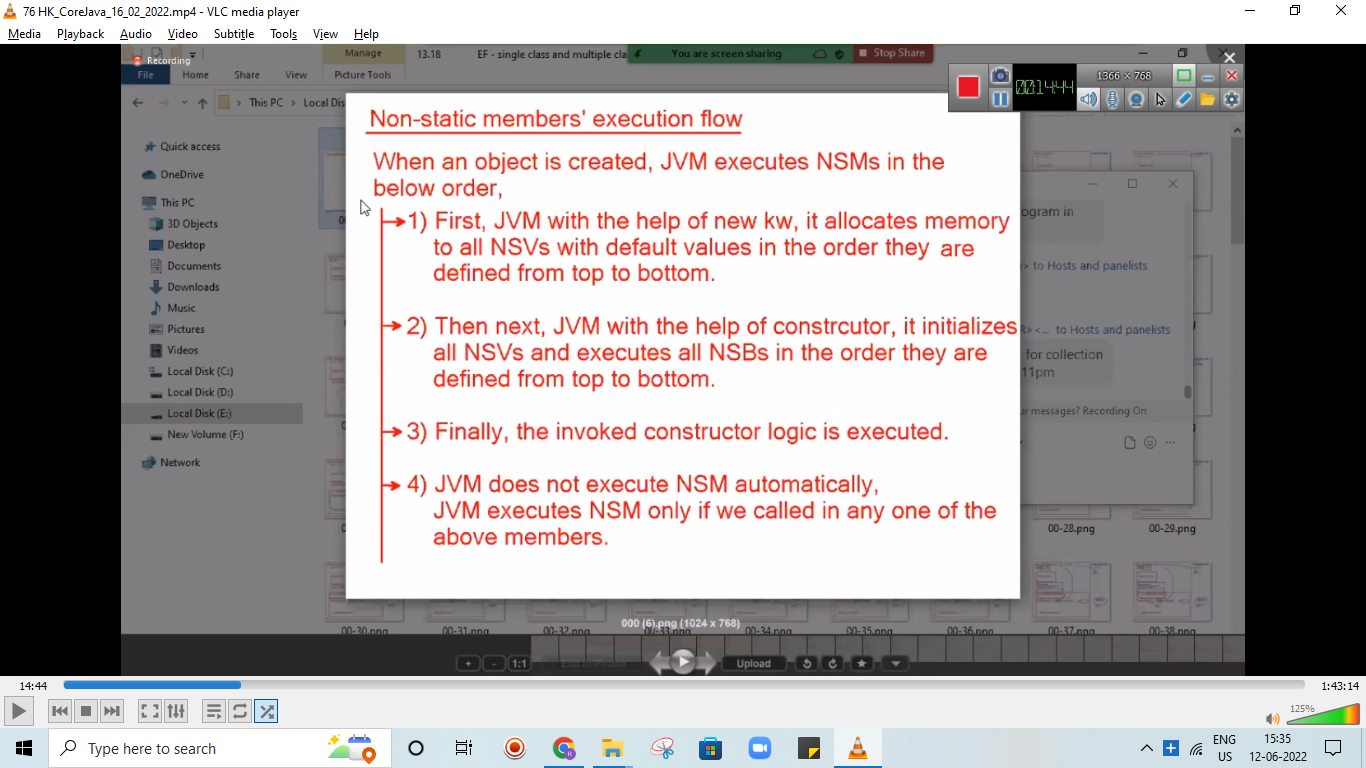 76 HK_CoreJava_16_02_2022.mp4 - VLC media player
Media Playback Audio Video Subtitle Tools View Help
Recording
Manage 13.18 EF - single class and multiple cla
You are screen sharing Stop Share
File Home Share View Picture Tools
1366 × 768
00:14:44
This PC Local Dis
Quick access
OneDrive
This PC
3D Objects
Desktop
Documents
Downloads
Music
Pictures
Videos
Local Disk (C:)
Local Disk (D:)
Local Disk (E:)
New Volume (F:)
Network
Non-static members' execution flow
When an object is created, JVM executes NSMs in the
below order,
1) First, JVM with the help of new kw, it allocates memory
to all NSVs with default values in the order they are
defined from top to bottom.
2) Then next, JVM with the help of constrcutor, it initializes
all NSVs and executes all NSBs in the order they are
defined from top to bottom.
3) Finally, the invoked constructor logic is executed.
4) JVM does not execute NSM automatically,
JVM executes NSM only if we called in any one of the
above members.
ogram in
> to Hosts and panelists
R> <... to Hosts and panelists
for collection
11pm
ur messages? Recording On
00-28.png 00-29.png
000 (6).png (1024 x 768)
00-30.png 00-31.png 00-32.png 00-33.png 00-34.png 00-35.png 00-36.png 00-37.png 00-38.png
+ - 1:1 Upload
14:44 1:43:14
125%
Type here to search
ENG
US
15:35
12-06-2022